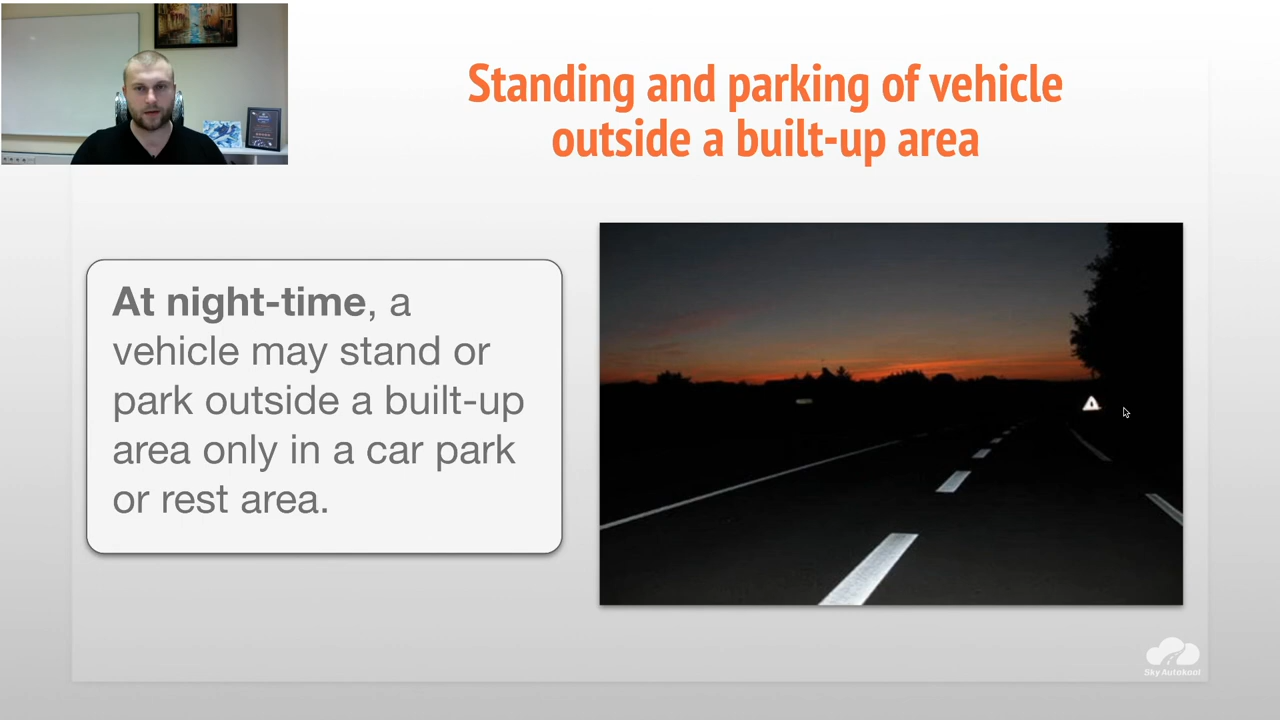 Standing and parking of vehicle
outside a built-up area
At night-time, a
vehicle may stand or
park outside a built-up
area only in a car park
or rest area.
Sky Autokool